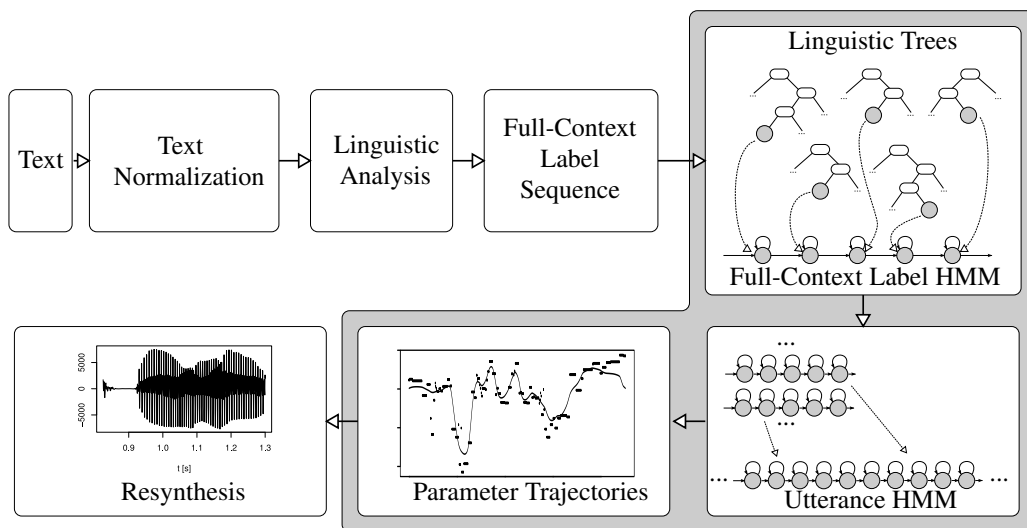 Text
Text
Normalization
Linguistic
Analysis
Full-Context
Label
Sequence
Linguistic Trees
... ... ... ... ... ...
... ... ... ...
Full-Context Label HMM
...
...
... ...
Utterance HMM
Parameter Trajectories
5000
0
-5000
0.9 1.0 1.1 1.2 1.3
t [s]
Resynthesis